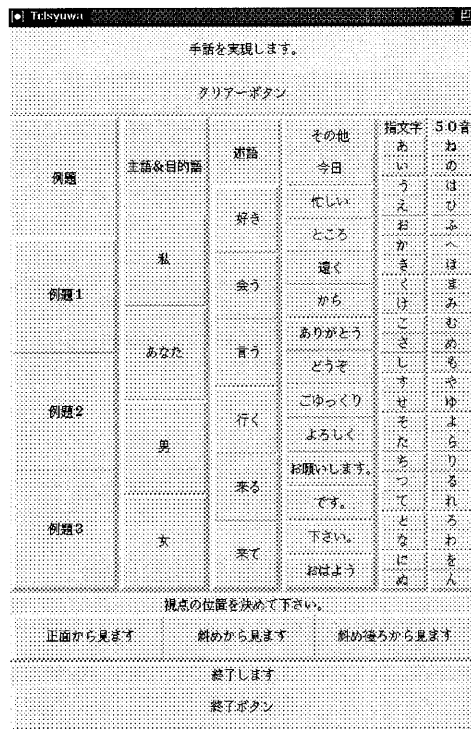 Telsyuwa
手話を実現します。
クリアーボタン
例題
例題1
例題2
例題3
主語&目的語
私
あなた
男
女
述語
好き
会う
言う
行く
来る
来て
その他
今日
忙しい
ところ
遠く
から
ありがとう
どうぞ
ごゆっくり
よろしく
お願いします。
です。
下さい。
おはよう
指文字
あ
い
う
え
お
か
き
く
け
こ
さ
し
す
せ
そ
た
ち
つ
て
と
な
に
ぬ
50音
ね
の
は
ひ
ふ
へ
ほ
ま
み
む
め
も
や
ゆ
よ
ら
り
る
れ
ろ
わ
を
ん
視点の位置を決めて下さい。
正面から見ます
斜めから見ます
斜め後ろから見ます
終了します
終了ボタン